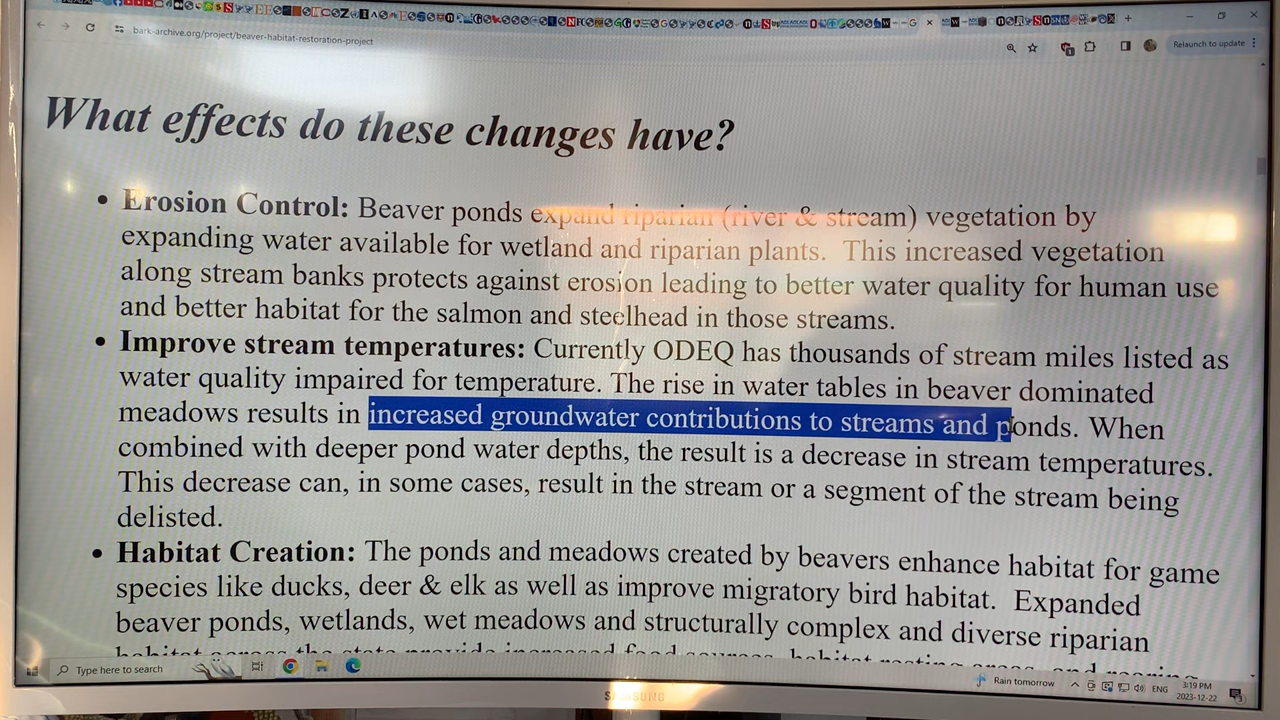 bark-archive.org/project/beaver-habitat-restoration-project
Relaunch to update
What effects do these changes have?
• Erosion Control: Beaver ponds expand riparian (river & stream) vegetation by
expanding water available for wetland and riparian plants. This increased vegetation
along stream banks protects against erosion leading to better water quality for human use
and better habitat for the salmon and steelhead in those streams.
• Improve stream temperatures: Currently ODEQ has thousands of stream miles listed as
water quality impaired for temperature. The rise in water tables in beaver dominated
meadows results in increased groundwater contributions to streams and ponds. When
combined with deeper pond water depths, the result is a decrease in stream temperatures.
This decrease can, in some cases, result in the stream or a segment of the stream being
delisted.
• Habitat Creation: The ponds and meadows created by beavers enhance habitat for game
species like ducks, deer & elk as well as improve migratory bird habitat. Expanded
beaver ponds, wetlands, wet meadows and structurally complex and diverse riparian
habitat across the state provide increased food sources, habitat
Type here to search
Rain tomorrow
ENG
3:19 PM
2023-12-22
SAMSUNG